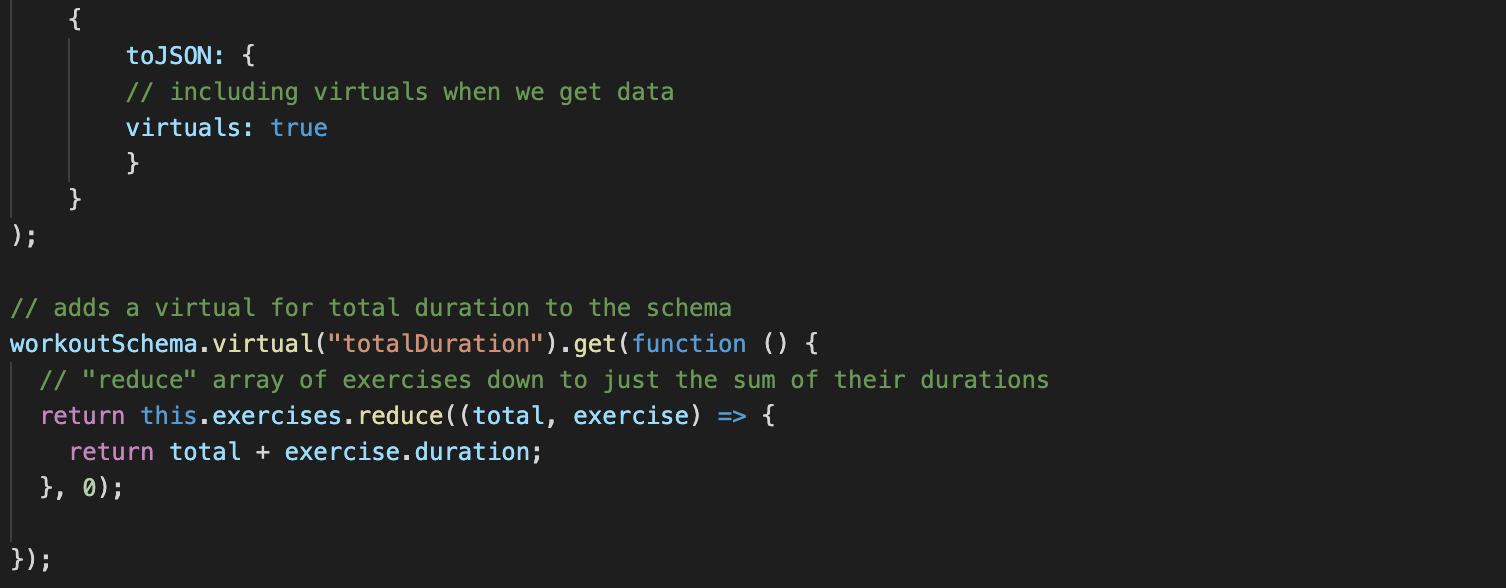 {
toJSON: {
// including virtuals when we get data
virtuals: true
}
}
);
// adds a virtual for total duration to the schema
workoutSchema.virtual("totalDuration").get(function () {
// "reduce" array of exercises down to just the sum of their durations
return this.exercises.reduce((total, exercise) => {
return total + exercise.duration;
}, 0);
});